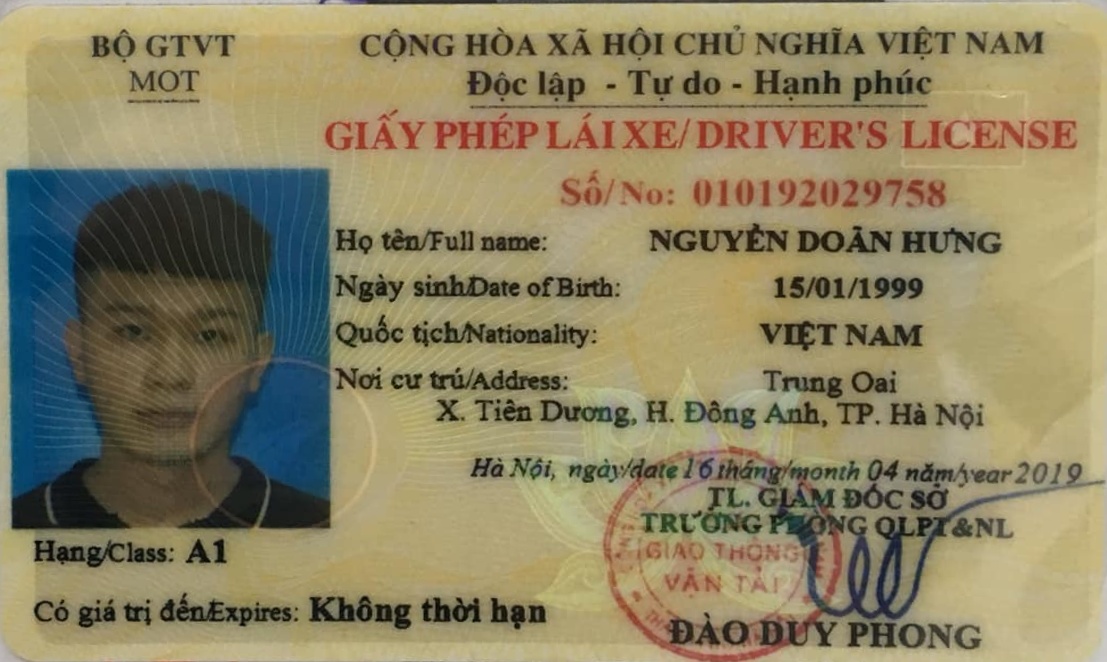 BỘ GTVT
MOT
CỘNG HÒA XÃ HỘI CHỦ NGHĨA VIỆT NAM
Độc lập - Tự do - Hạnh phúc
GIẤY PHÉP LÁI XE/DRIVER'S LICENSE
Số/No: 010192029758
Họ tên/Full name: NGUYỄN DOÃN HƯNG
Ngày sinh/Date of Birth: 15/01/1999
Quốc tịch/Nationality: VIỆT NAM
Nơi cư trú/Address: Trung Oai
X. Tiên Dương, H. Đông Anh, TP. Hà Nội
Hà Nội, ngày/date 16 tháng/month 04 năm/year 2019
TL. GIÁM ĐỐC SỞ
TRƯỞNG PHÒNG QLPT&NL
GIAO THÔNG
VẬN TẢI
Hạng/Class: A1
Có giá trị đến/Expires: Không thời hạn
ĐÀO DUY PHONG